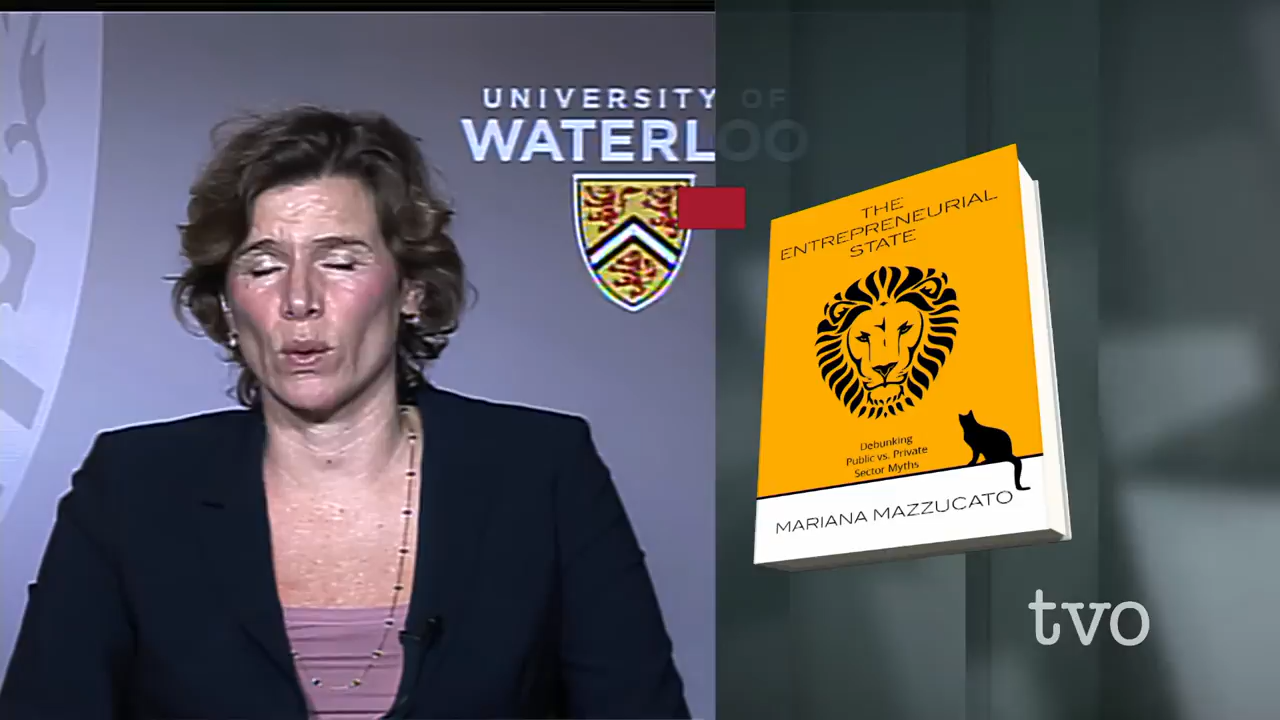 UNIVERSITY OF
WATERLOO
THE
ENTREPRENEURIAL
STATE
Debunking
Public vs. Private
Sector Myths
MARIANA MAZZUCATO
tvo